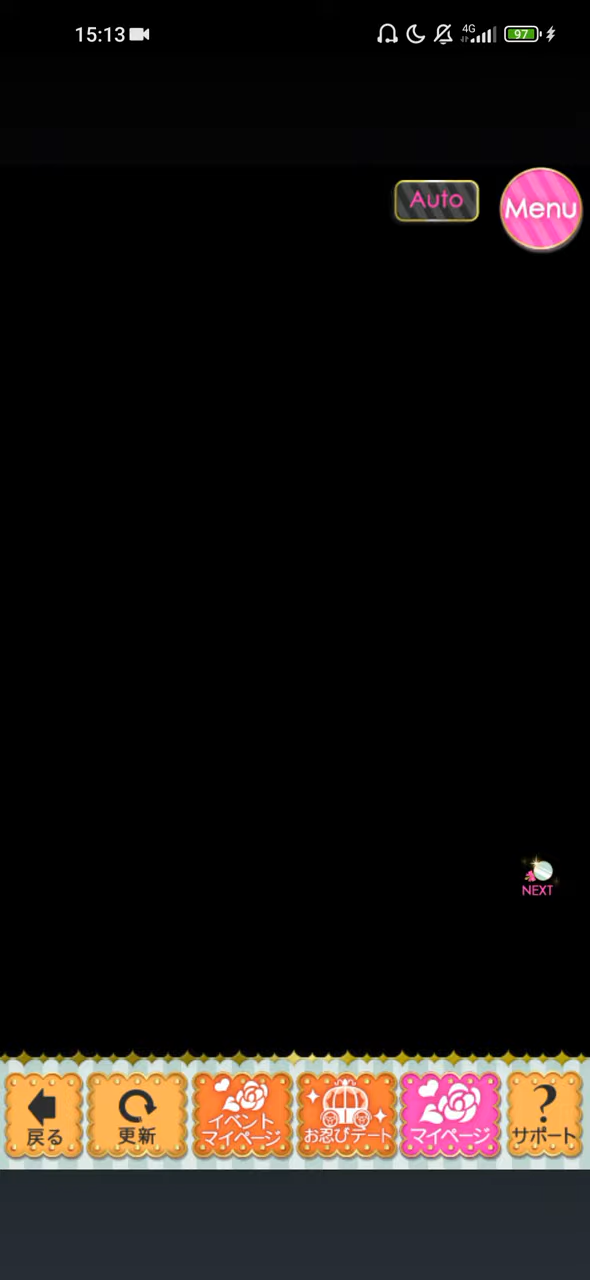 15:13
4G
97
Auto
Menu
NEXT
戻る
更新
イベント
マイページ
お忍びデート
マイページ
?
サポート